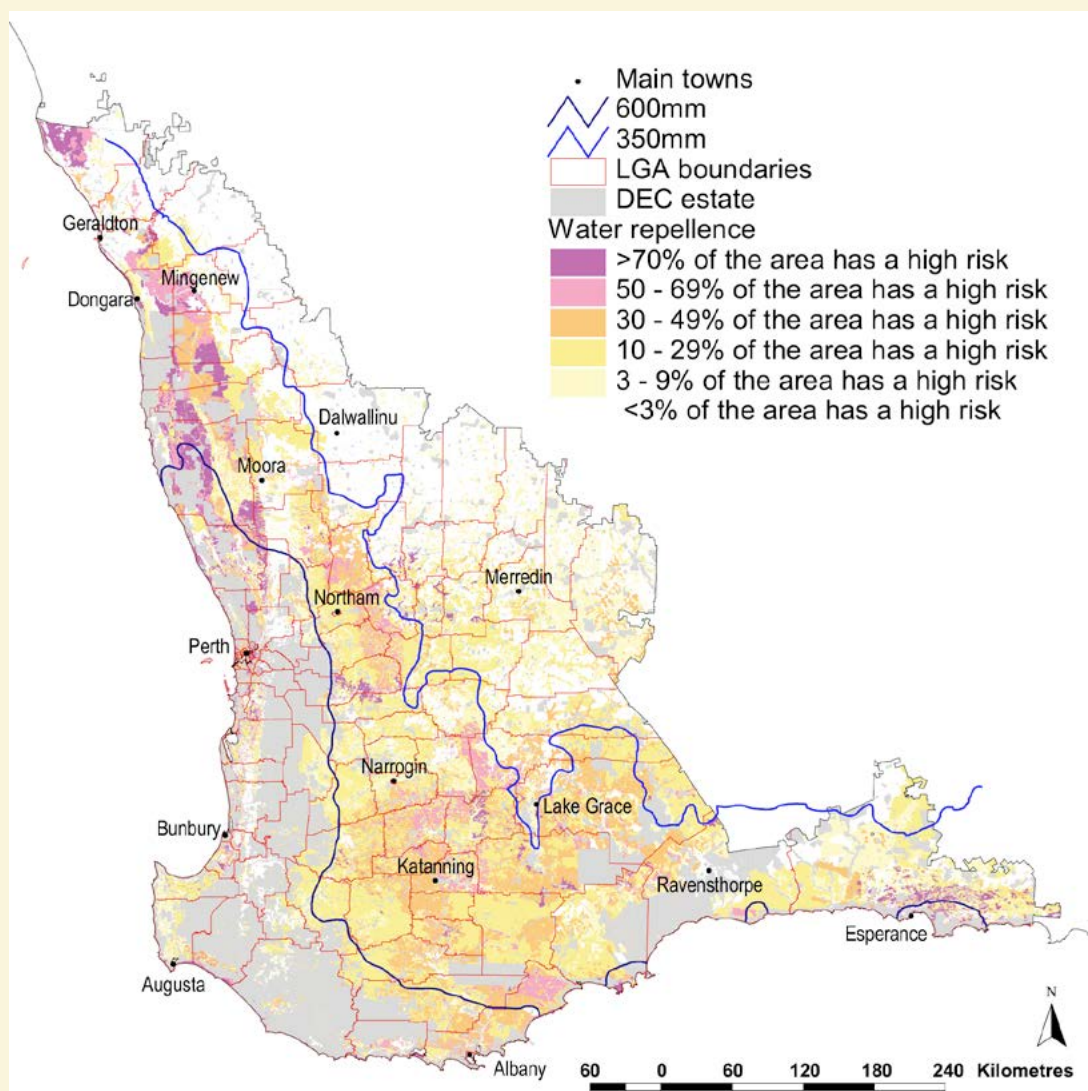 Main towns
600mm
350mm
LGA boundaries
DEC estate
Water repellence
>70% of the area has a high risk
50 - 69% of the area has a high risk
30 - 49% of the area has a high risk
10 - 29% of the area has a high risk
3 - 9% of the area has a high risk
<3% of the area has a high risk
Geraldton
Mingenew
Dongara
Dalwallinu
Moora
Merredin
Northam
Perth
Narrogin
Lake Grace
Bunbury
Katanning
Ravensthorpe
Esperance
Augusta
Albany
N
60 0 60 120 180 240 Kilometres